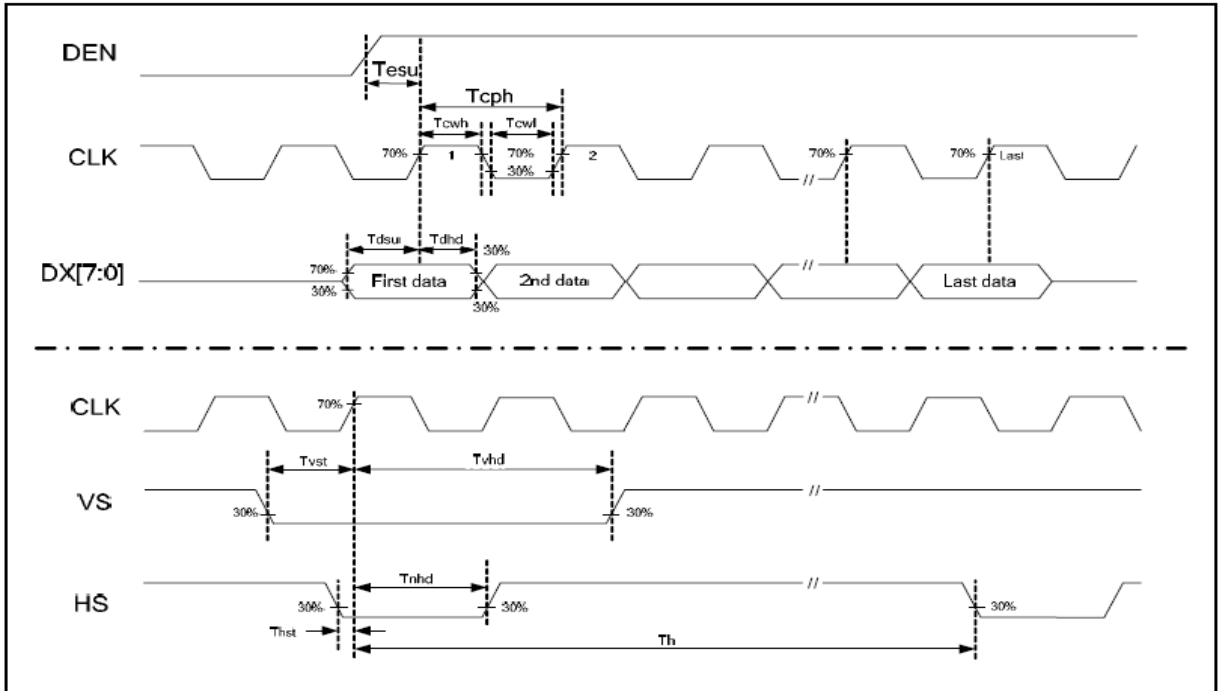 DEN
Tesu
Tcph
Tcwh
Tcwl
CLK
70%
1
70%
30%
2
70%
70%
Last
//
Tdsu
Tdhd
30%
//
DX[7:0]
70%
30%
First data
2nd data
Last data
30%
//
CLK
70%
//
Tvst
Tvhd
VS
30%
30%
//
Tnhd
HS
30%
30%
30%
//
Thst
Th